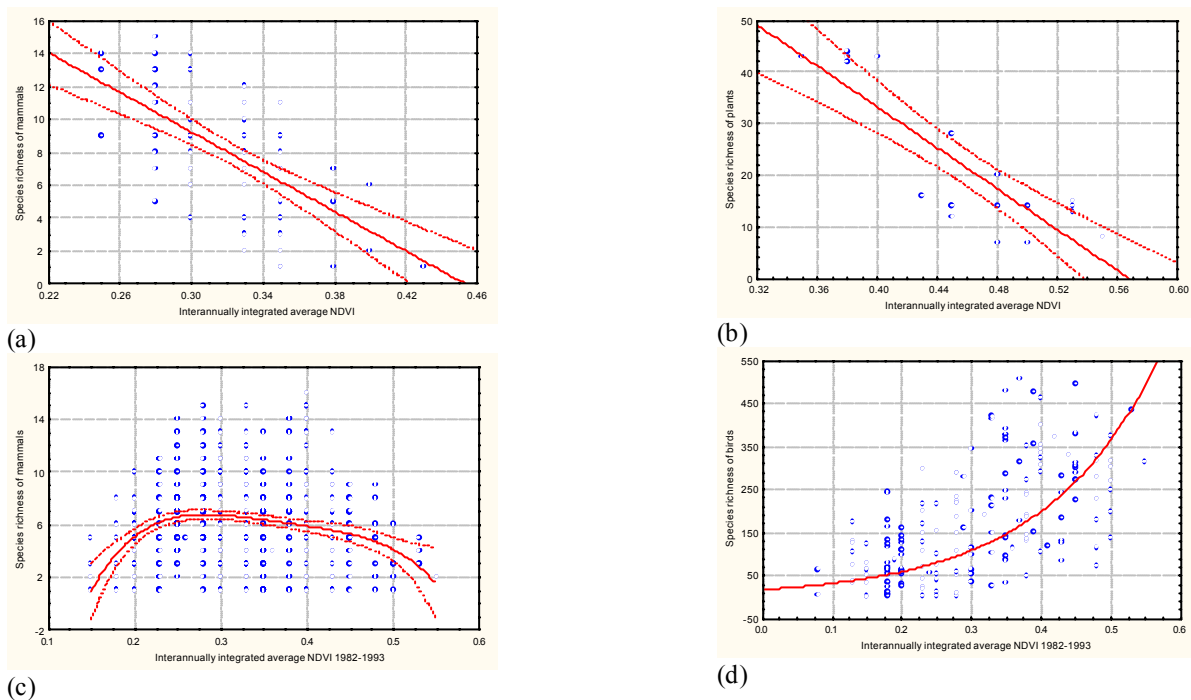 16
14
12
10
8
6
4
2
0
Species richness of mammals
0.22 0.26 0.30 0.34 0.38 0.42 0.46
Interannually integrated average NDVI
(a)
50
40
30
20
10
0
Species richness of plants
0.32 0.36 0.40 0.44 0.48 0.52 0.56 0.60
Interannually integrated average NDVI
(b)
18
14
10
6
2
-2
Species richness of mammals
0.1 0.2 0.3 0.4 0.5 0.6
Interannually integrated average NDVI 1982-1993
(c)
550
450
350
250
150
50
-50
Species richness of birds
0.0 0.1 0.2 0.3 0.4 0.5 0.6
Interannually integrated average NDVI 1982-1993
(d)